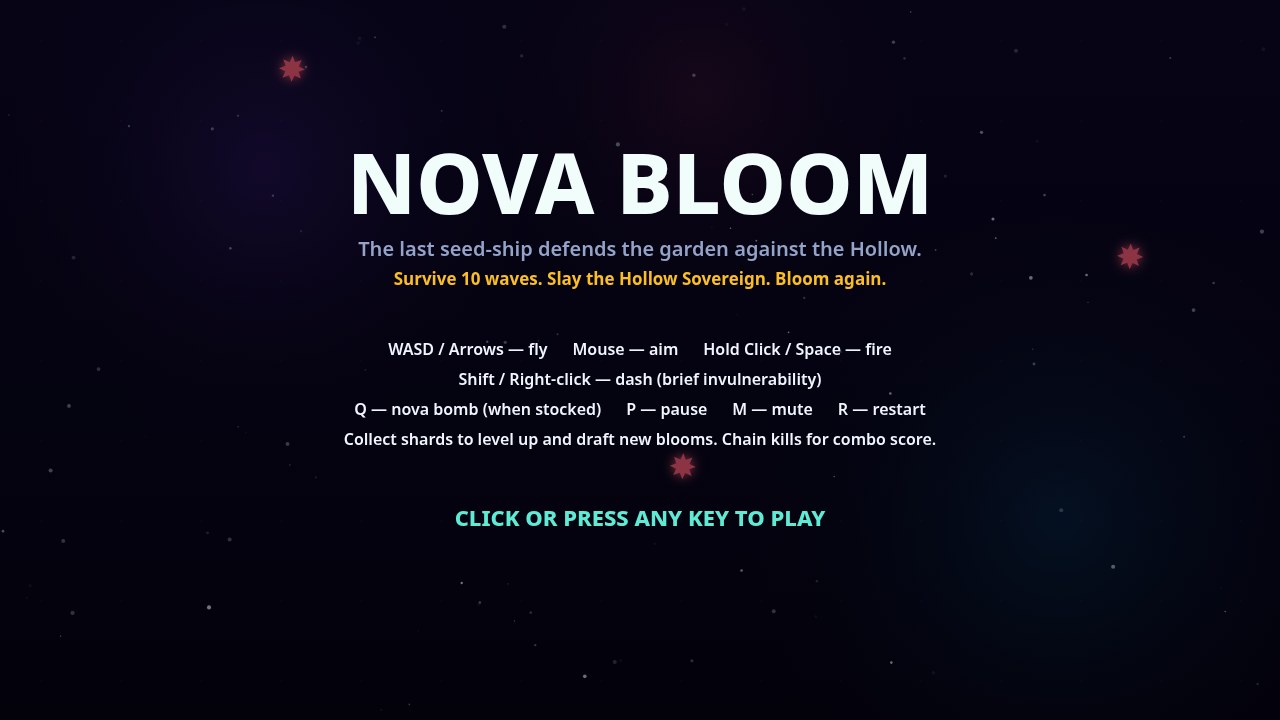 NOVA BLOOM
The last seed-ship defends the garden against the Hollow.
Survive 10 waves. Slay the Hollow Sovereign. Bloom again.
WASD / Arrows — fly Mouse — aim Hold Click / Space — fire
Shift / Right-click — dash (brief invulnerability)
Q — nova bomb (when stocked) P — pause M — mute R — restart
Collect shards to level up and draft new blooms. Chain kills for combo score.
CLICK OR PRESS ANY KEY TO PLAY